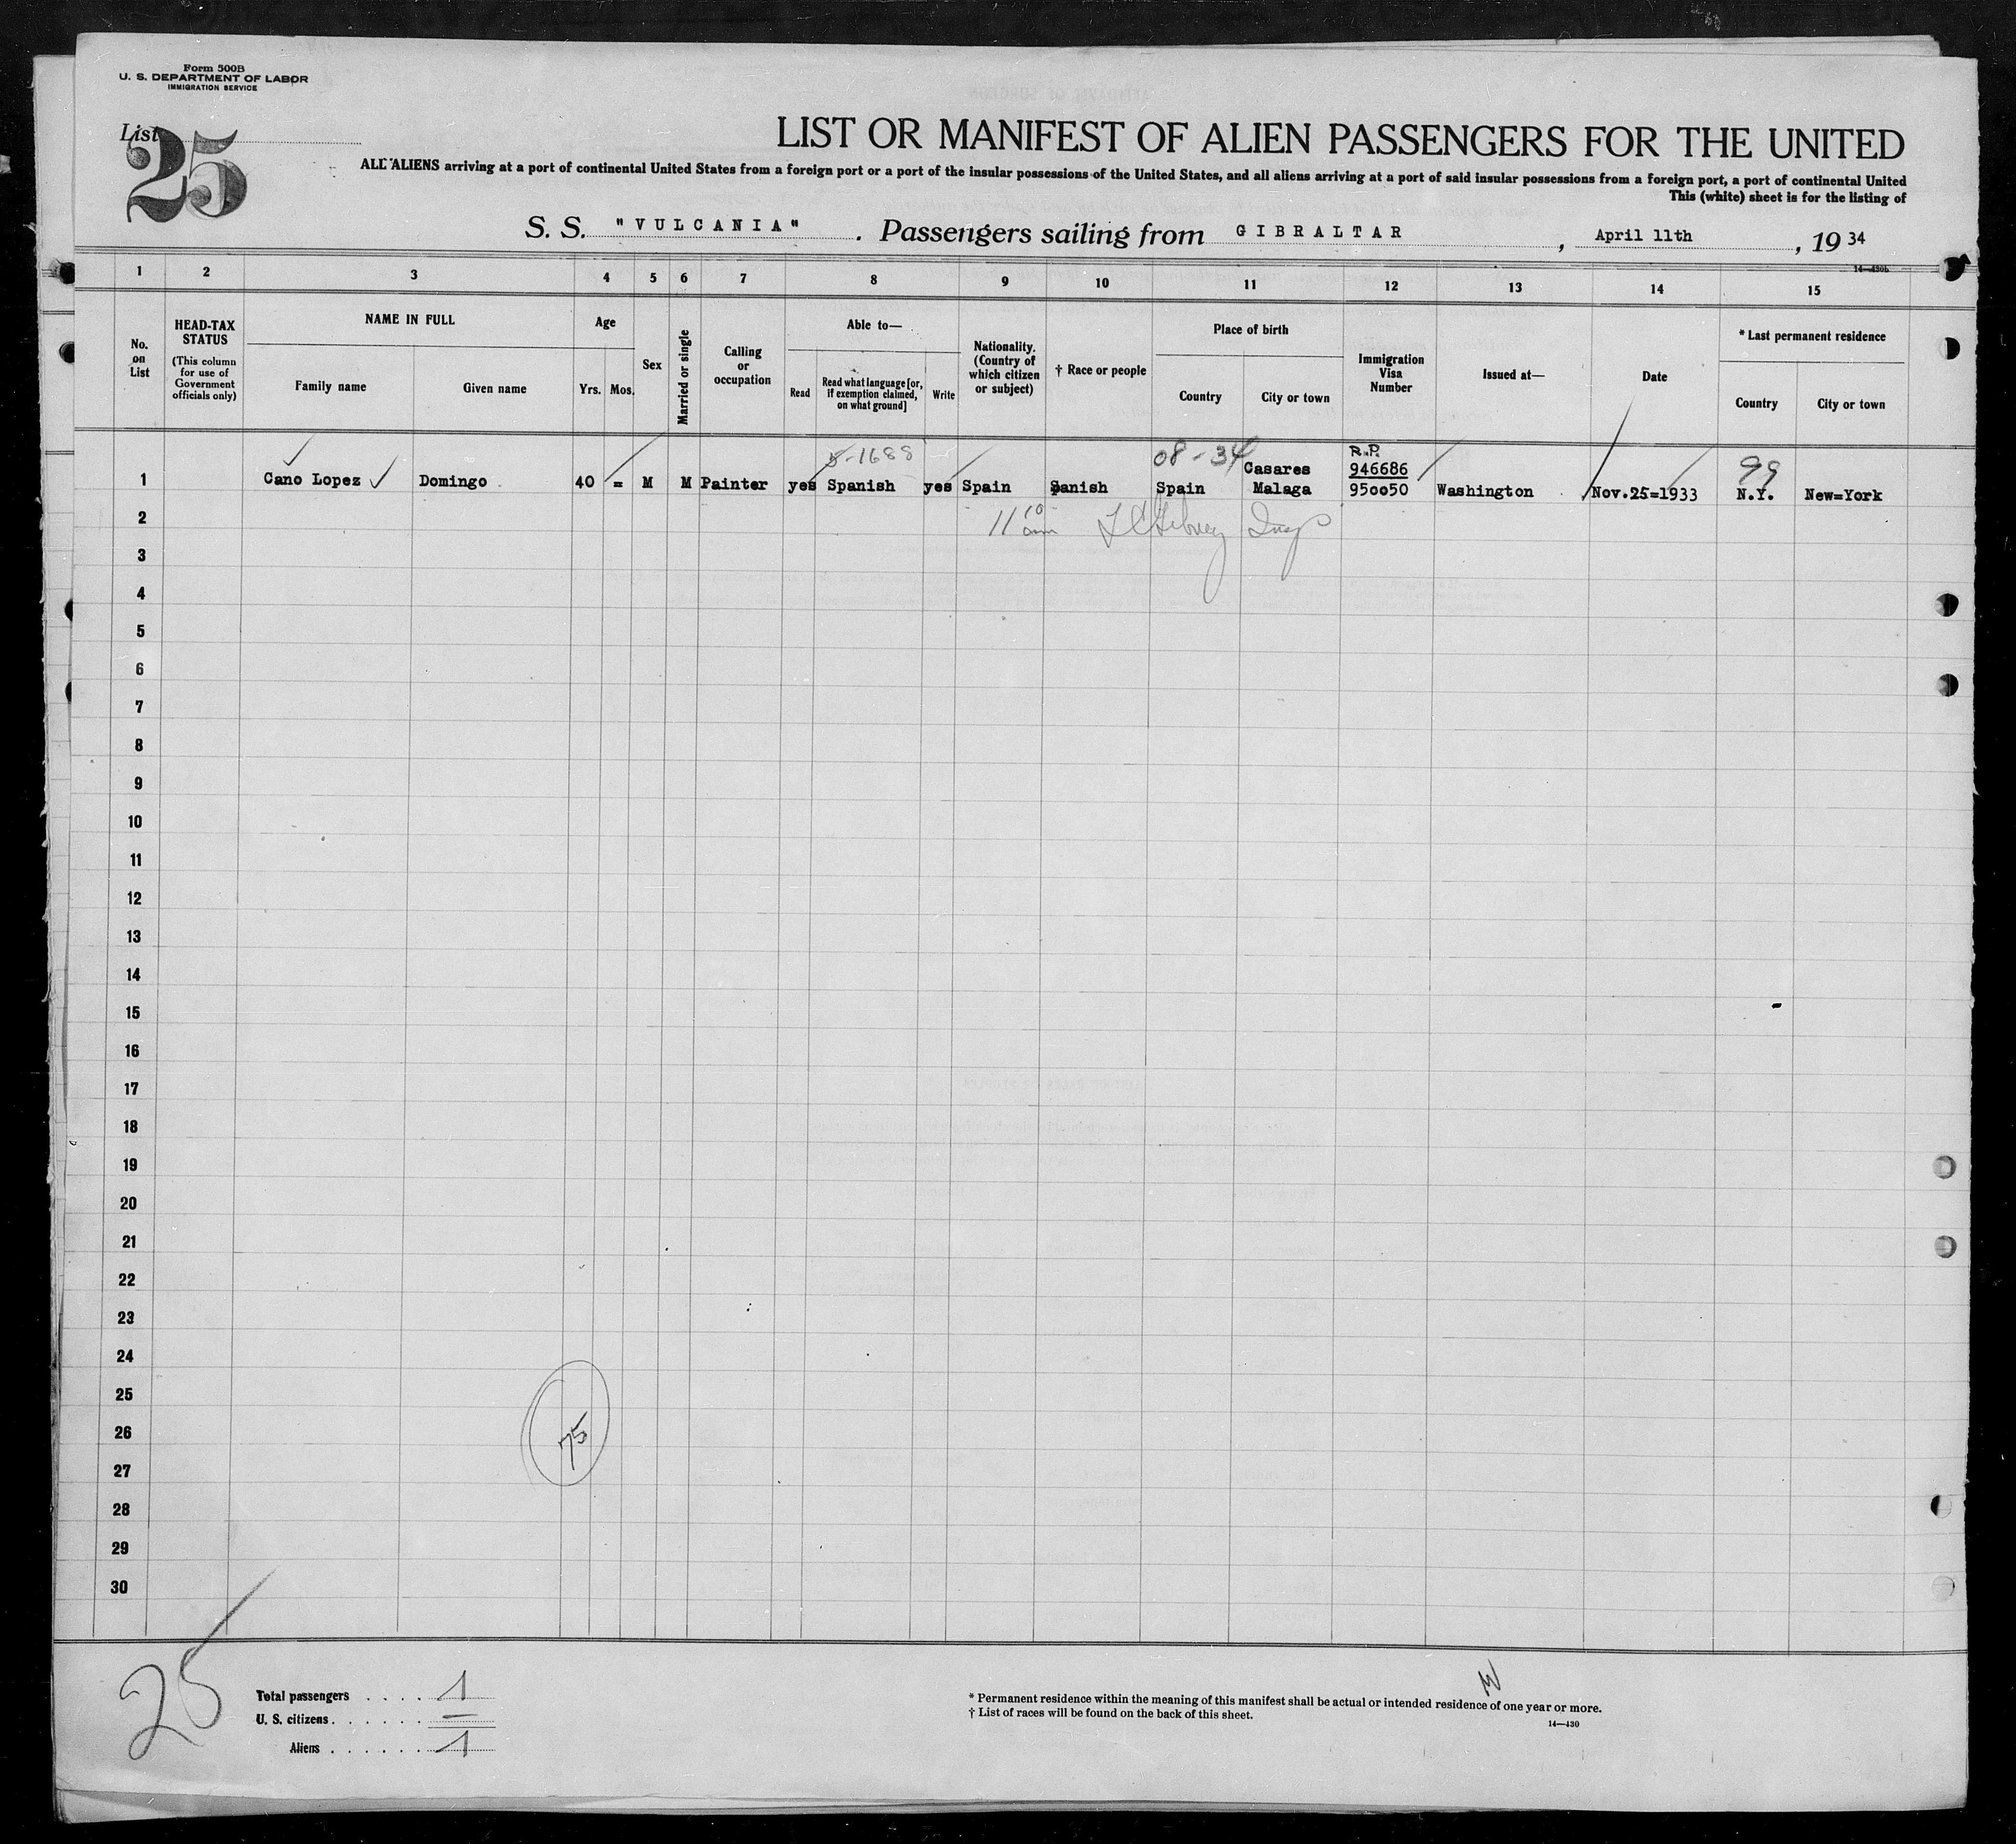 Form 500B
U. S. DEPARTMENT OF LABOR
IMMIGRATION SERVICE
List
25
LIST OR MANIFEST OF ALIEN PASSENGERS FOR THE UNITED
ALL ALIENS arriving at a port of continental United States from a foreign port or a port of the insular possessions of the United States, and all aliens arriving at a port of said insular possessions from a foreign port, a port of continental United
This (white) sheet is for the listing of
S. S. "VULCANIA". Passengers sailing from GIBRALTAR, April 11th, 19 34
14—430b
1 2 3 4 5 6 7 8 9 10 11 12 13 14 15
No. on List
HEAD-TAX STATUS
(This column for use of Government officials only)
NAME IN FULL
Family name
Given name
Age
Yrs. Mos.
Sex
Married or single
Calling or occupation
Able to—
Read
Read what language [or, if exemption claimed, on what ground]
Write
Nationality. (Country of which citizen or subject)
† Race or people
Place of birth
Country
City or town
Immigration Visa Number
Issued at—
Date
* Last permanent residence
Country
City or town
5-1688
08-34
R.P.
99
Casares
946686
1 Cano Lopez Domingo 40 = M M Painter yes Spanish yes Spain Spanish Spain Malaga 950050 Washington Nov.25=1933 N.Y. New=York
2
11 10 am
3
4
5
6
7
8
9
10
11
12
13
14
15
16
17
18
19
20
21
22
23
24
25
26
75
27
28
29
30
25
Total passengers . . . . 1
U. S. citizens . . . . . . —
Aliens . . . . . . 1
W
* Permanent residence within the meaning of this manifest shall be actual or intended residence of one year or more.
† List of races will be found on the back of this sheet.
14—430